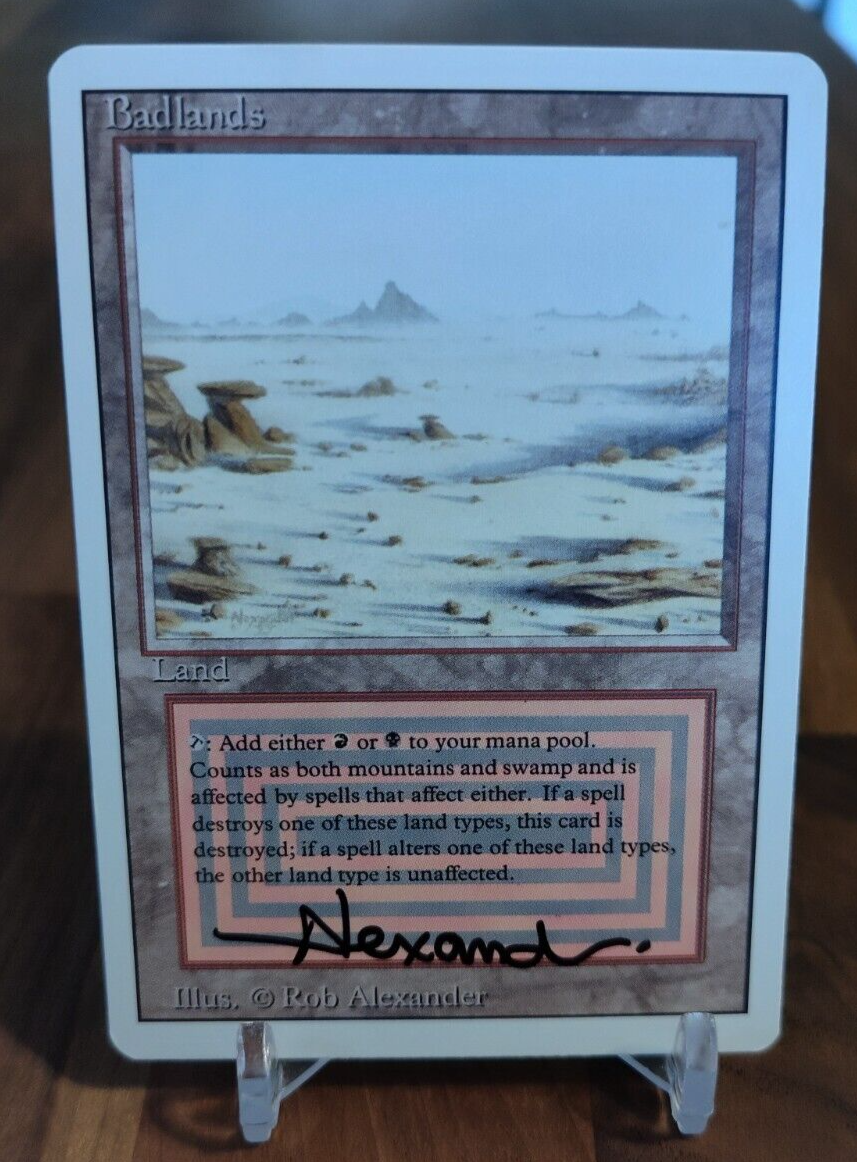 Badlands
Nexander
Land
: Add either or to your mana pool.
Counts as both mountains and swamp and is
affected by spells that affect either. If a spell
destroys one of these land types, this card is
destroyed; if a spell alters one of these land types,
the other land type is unaffected.
Alexand.
Illus. © Rob Alexander